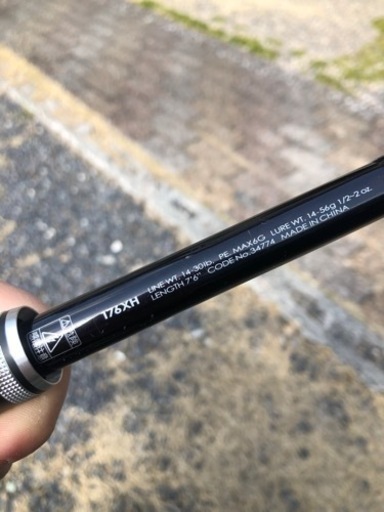 176XH
LINE WT. 14-30lb. PE. MAX6G LURE WT. 14-56g 1/2-2 oz.
LENGTH 7'6" CODE No.34774 MADE IN CHINA